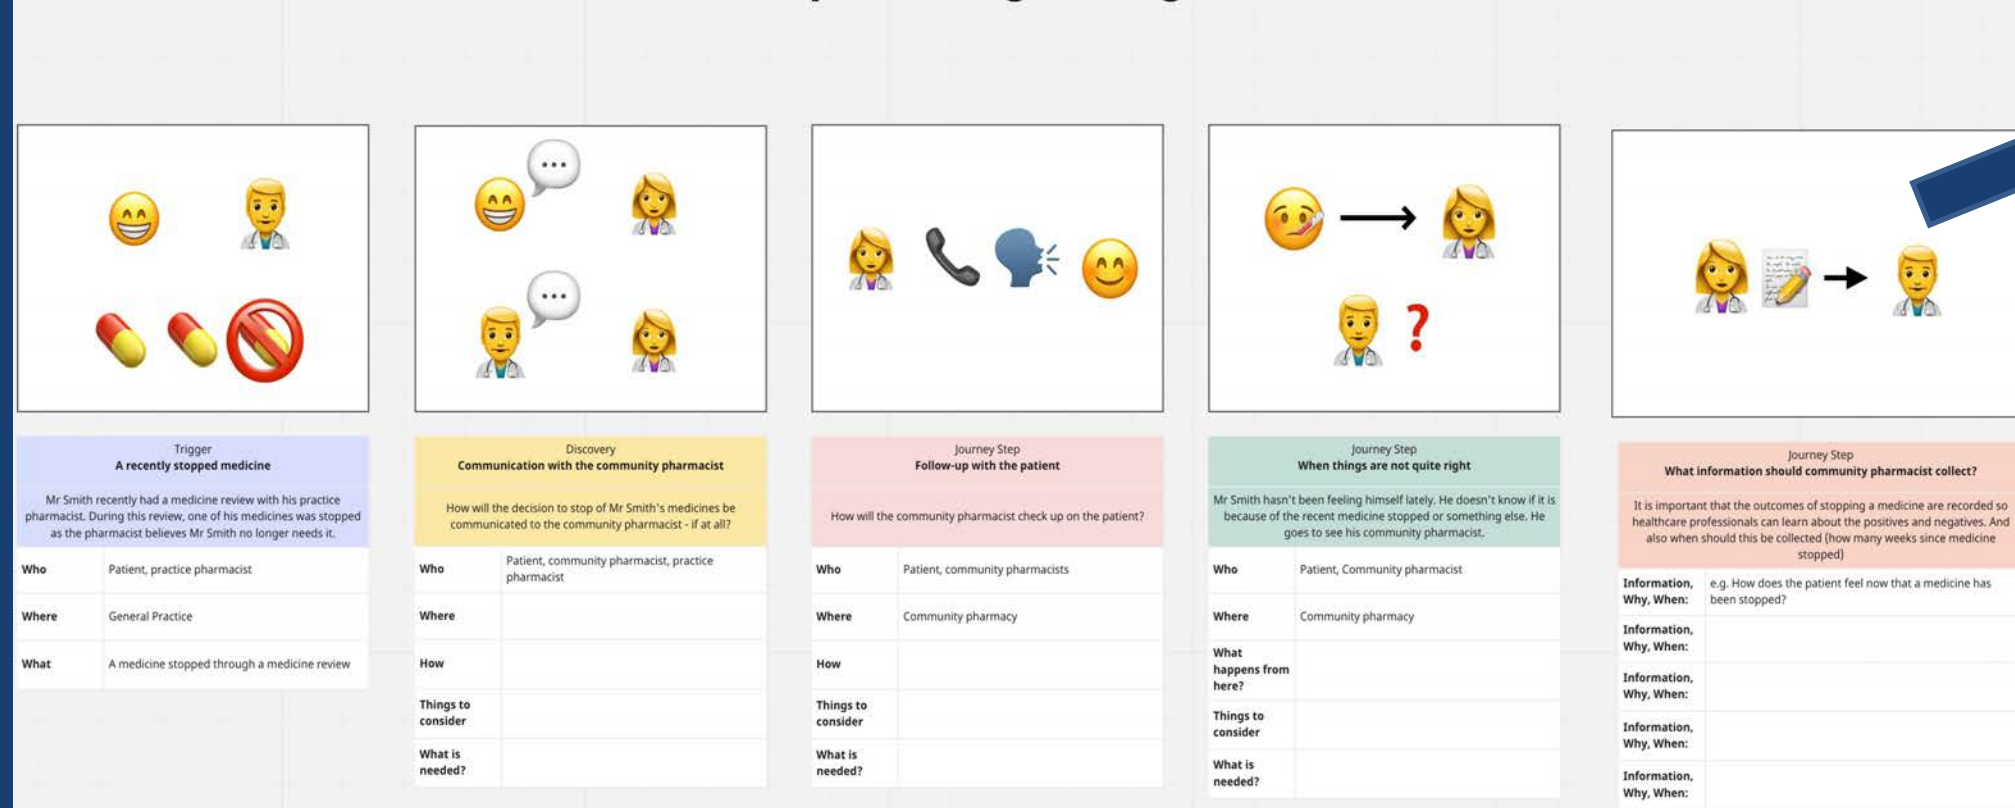 Trigger
A recently stopped medicine
Mr Smith recently had a medicine review with his practice
pharmacist. During this review, one of his medicines was stopped
as the pharmacist believes Mr Smith no longer needs it.
Who Patient, practice pharmacist
Where General Practice
What A medicine stopped through a medicine review
Discovery
Communication with the community pharmacist
How will the decision to stop of Mr Smith's medicines be
communicated to the community pharmacist - if at all?
Who Patient, community pharmacist, practice
pharmacist
Where
How
Things to
consider
What is
needed?
Journey Step
Follow-up with the patient
How will the community pharmacist check up on the patient?
Who Patient, community pharmacists
Where Community pharmacy
How
Things to
consider
What is
needed?
Journey Step
When things are not quite right
Mr Smith hasn't been feeling himself lately. He doesn't know if it is
because of the recent medicine stopped or something else. He
goes to see his community pharmacist.
Who Patient, Community pharmacist
Where Community pharmacy
What
happens from
here?
Things to
consider
What is
needed?
Journey Step
What information should community pharmacist collect?
It is important that the outcomes of stopping a medicine are recorded so
healthcare professionals can learn about the positives and negatives. And
also when should this be collected (how many weeks since medicine
stopped)
Information, e.g. How does the patient feel now that a medicine has
Why, When: been stopped?
Information,
Why, When:
Information,
Why, When:
Information,
Why, When:
Information,
Why, When: